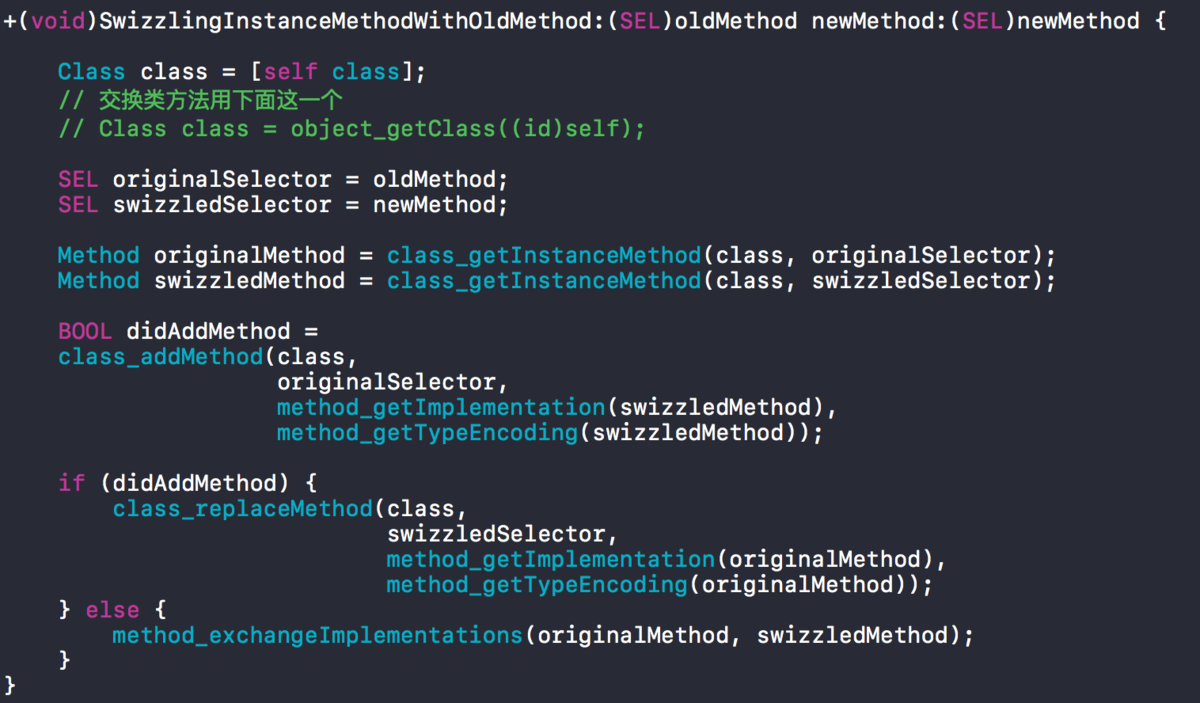 +(void)SwizzlingInstanceMethodWithOldMethod:(SEL)oldMethod newMethod:(SEL)newMethod {
Class class = [self class];
// 交换类方法用下面这一个
// Class class = object_getClass((id)self);
SEL originalSelector = oldMethod;
SEL swizzledSelector = newMethod;
Method originalMethod = class_getInstanceMethod(class, originalSelector);
Method swizzledMethod = class_getInstanceMethod(class, swizzledSelector);
BOOL didAddMethod =
class_addMethod(class,
originalSelector,
method_getImplementation(swizzledMethod),
method_getTypeEncoding(swizzledMethod));
if (didAddMethod) {
class_replaceMethod(class,
swizzledSelector,
method_getImplementation(originalMethod),
method_getTypeEncoding(originalMethod));
} else {
method_exchangeImplementations(originalMethod, swizzledMethod);
}
}